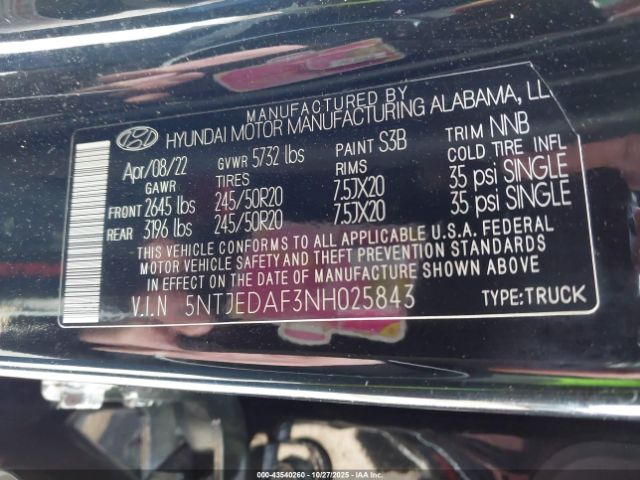 MANUFACTURED BY
HYUNDAI MOTOR MANUFACTURING ALABAMA, LL
Apr/08/22 GVWR 5732 lbs PAINT S3B TRIM NNB
GAWR TIRES RIMS COLD TIRE INFL
FRONT 2645 lbs 245/50R20 7.5JX20 35 psi SINGLE
REAR 3196 lbs 245/50R20 7.5JX20 35 psi SINGLE
THIS VEHICLE CONFORMS TO ALL APPLICABLE U.S.A. FEDERAL
MOTOR VEHICLE SAFETY AND THEFT PREVENTION STANDARDS
IN EFFECT ON THE DATE OF MANUFACTURE SHOWN ABOVE
V.I.N 5NTJEDAF3NH025843 TYPE:TRUCK
000-43540260 - 10/27/2025 - IAAI.COM